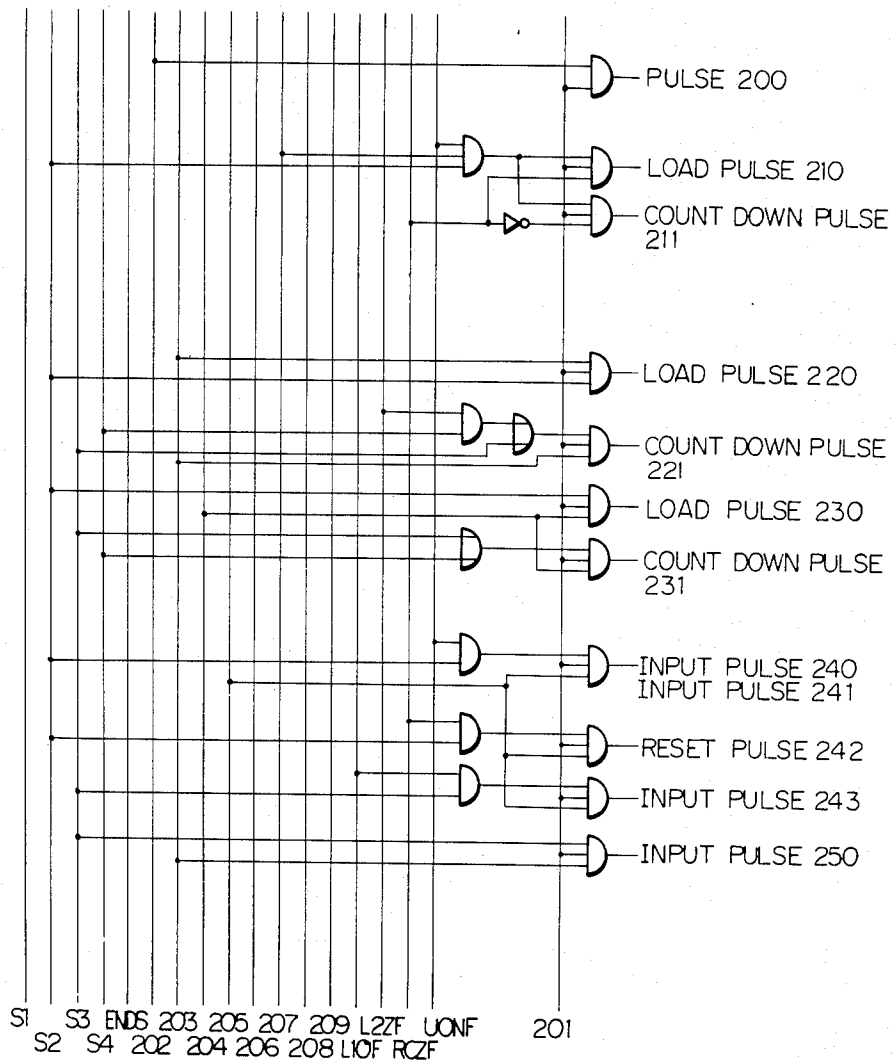 PULSE 200
LOAD PULSE 210
COUNT DOWN PULSE
211
LOAD PULSE 220
COUNT DOWN PULSE
221
LOAD PULSE 230
COUNT DOWN PULSE
231
INPUT PULSE 240
INPUT PULSE 241
RESET PULSE 242
INPUT PULSE 243
INPUT PULSE 250
S1 S3 ENDS 203 205 207 209 L2ZF UONF 201
S2 S4 202 204 206 208 L10F RCZF